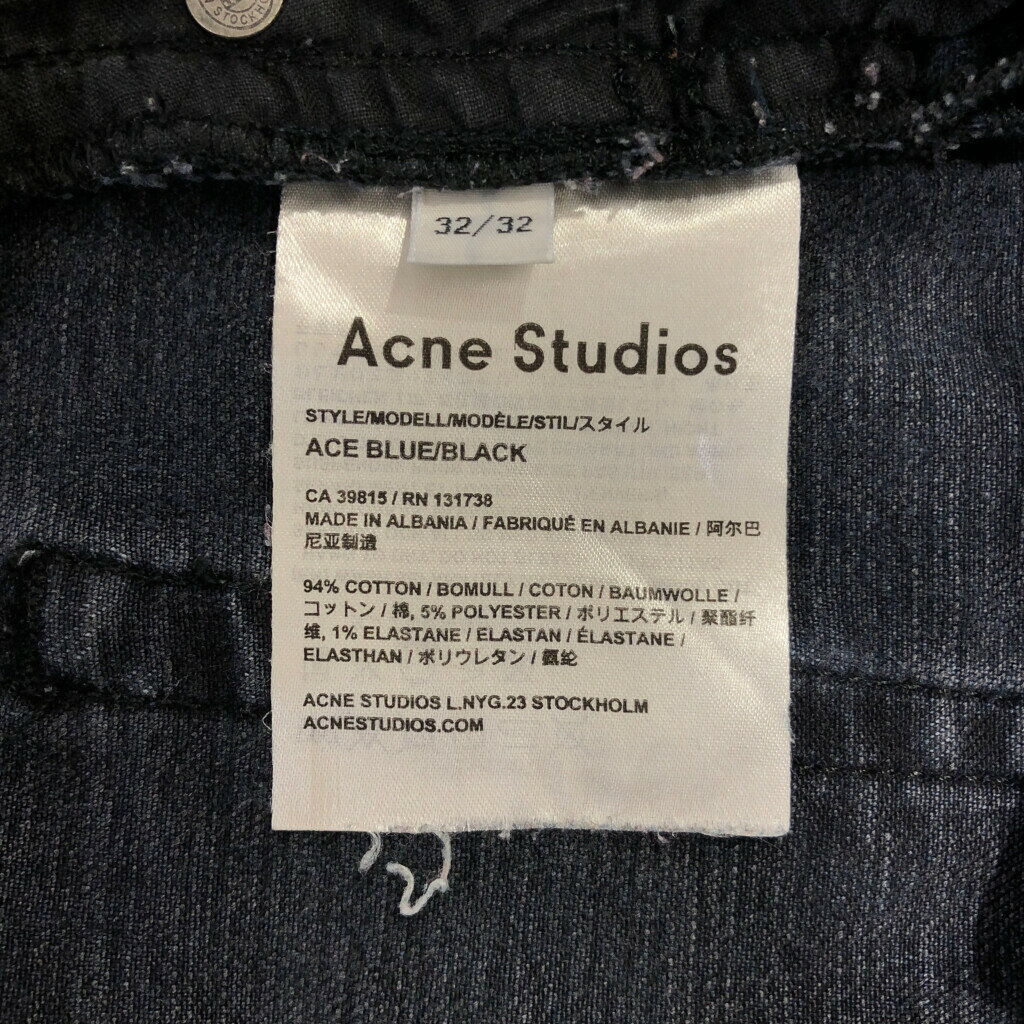 STOCKH
32/32
Acne Studios
STYLE/MODELL/MODÈLE/STIL/スタイル
ACE BLUE/BLACK
CA 39815 / RN 131738
MADE IN ALBANIA / FABRIQUÉ EN ALBANIE / 阿尔巴
尼亚制造
94% COTTON / BOMULL / COTON / BAUMWOLLE /
コットン / 棉, 5% POLYESTER / ポリエステル / 聚酯纤
维, 1% ELASTANE / ELASTAN / ÉLASTANE /
ELASTHAN / ポリウレタン / 氨纶
ACNE STUDIOS L.NYG.23 STOCKHOLM
ACNESTUDIOS.COM